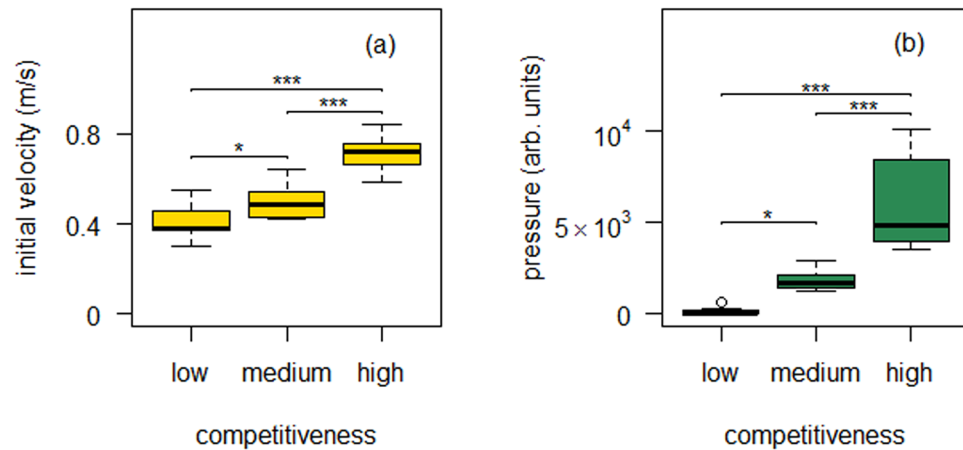 (a)
initial velocity (m/s)
0.8
0.4
0
***
***
*
low medium high
competitiveness
(b)
pressure (arb. units)
10⁴
5 × 10³
0
***
***
*
low medium high
competitiveness